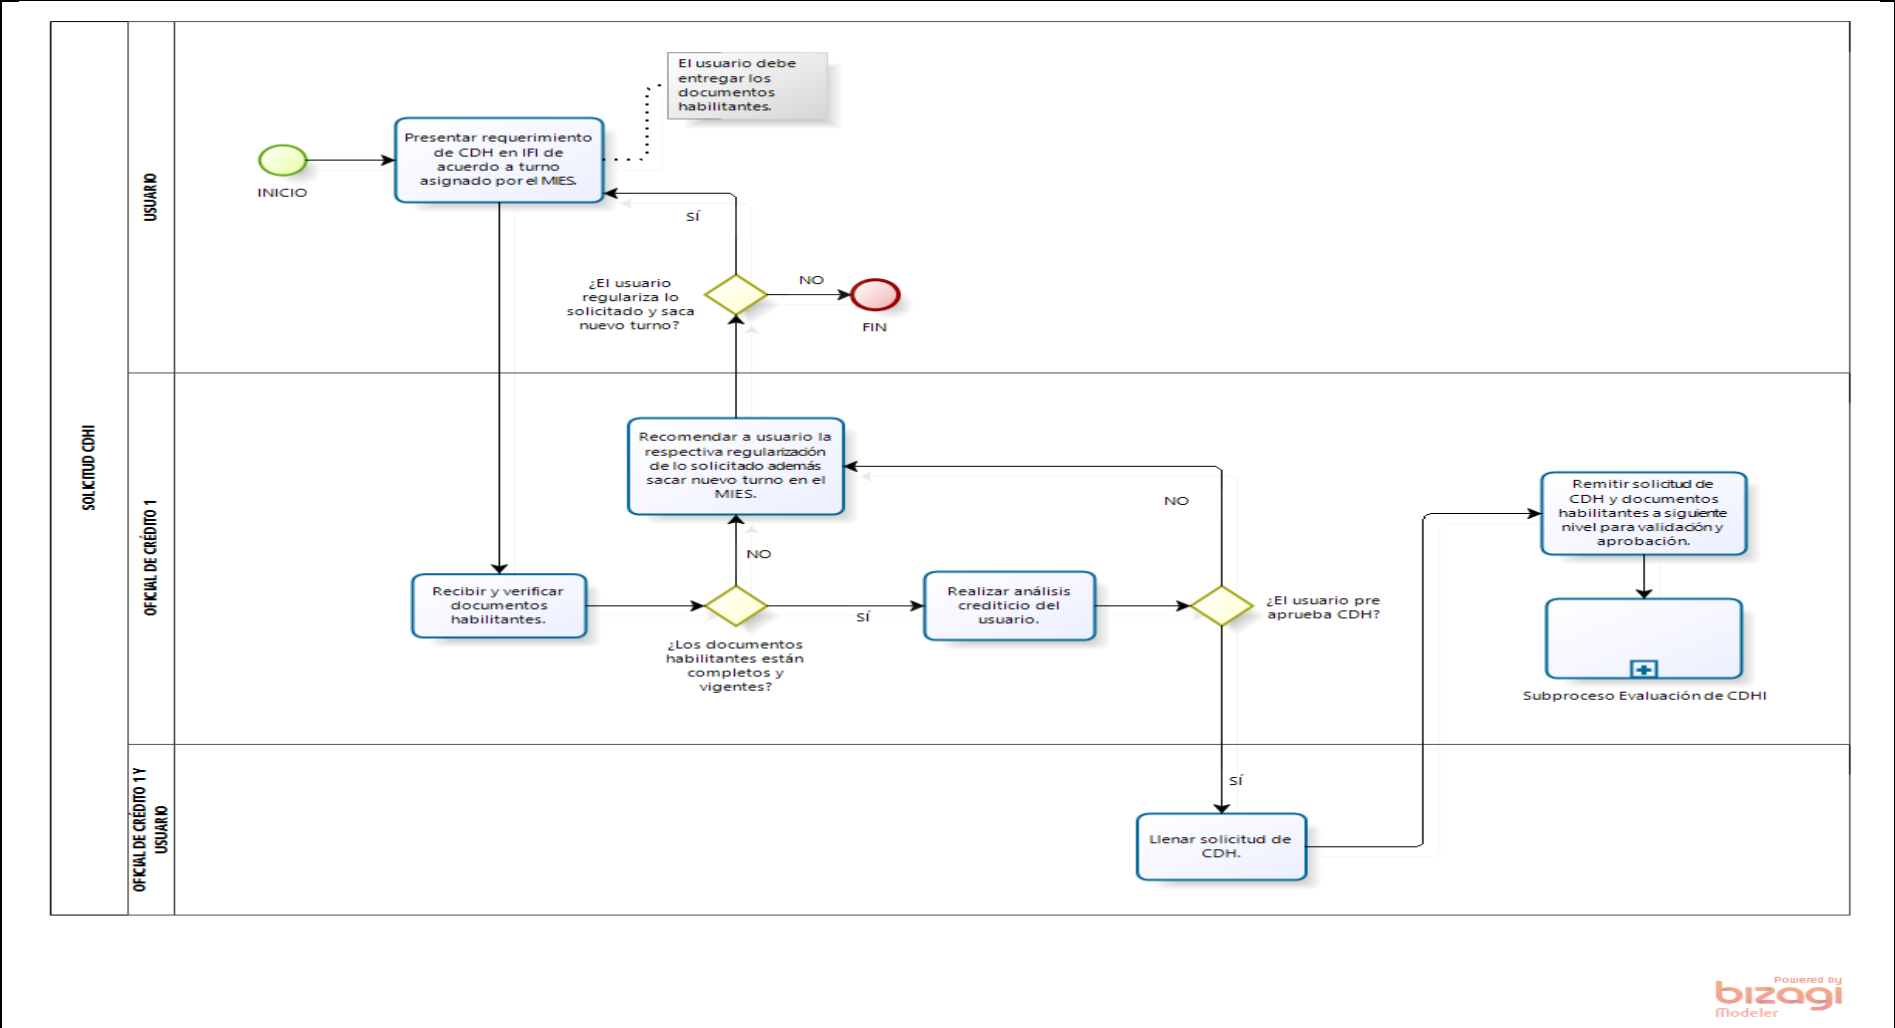 SOLICITUD CDHI
USUARIO
INICIO
Presentar requerimiento
de CDH en IFI de
acuerdo a turno
asignado por el MIES.
El usuario debe
entregar los
documentos
habilitantes.
SÍ
¿El usuario
regulariza lo
solicitado y saca
nuevo turno?
NO
FIN
OFICIAL DE CRÉDITO 1
Recomendar a usuario la
respectiva regularización
de lo solicitado además
sacar nuevo turno en el
MIES.
NO
Recibir y verificar
documentos
habilitantes.
¿Los documentos
habilitantes están
completos y
vigentes?
SÍ
Realizar análisis
crediticio del
usuario.
NO
¿El usuario pre
aprueba CDH?
Remitir solicitud de
CDH y documentos
habilitantes a siguiente
nivel para validación y
aprobación.
Subproceso Evaluación de CDHI
OFICIAL DE CRÉDITO 1 Y
USUARIO
SÍ
Llenar solicitud de
CDH.
Powered by
bizagi
Modeler